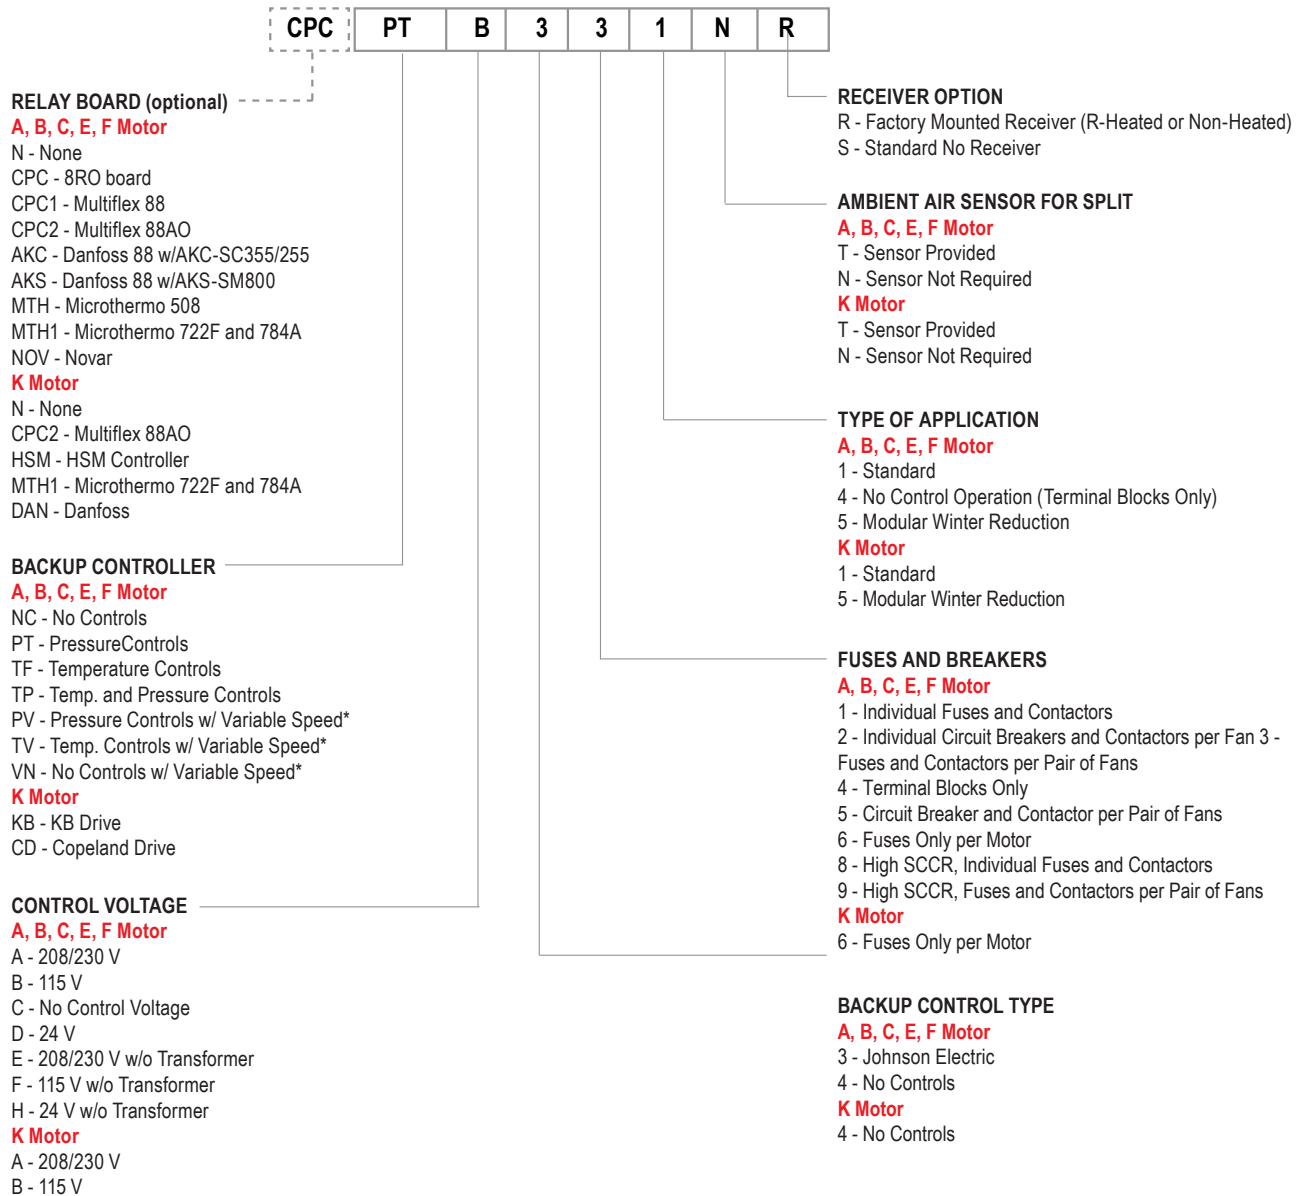 CPC PT B 3 3 1 N R
RELAY BOARD (optional)
A, B, C, E, F Motor
N - None
CPC - 8RO board
CPC1 - Multiflex 88
CPC2 - Multiflex 88AO
AKC - Danfoss 88 w/AKC-SC355/255
AKS - Danfoss 88 w/AKS-SM800
MTH - Microthermo 508
MTH1 - Microthermo 722F and 784A
NOV - Novar
K Motor
N - None
CPC2 - Multiflex 88AO
HSM - HSM Controller
MTH1 - Microthermo 722F and 784A
DAN - Danfoss
BACKUP CONTROLLER
A, B, C, E, F Motor
NC - No Controls
PT - PressureControls
TF - Temperature Controls
TP - Temp. and Pressure Controls
PV - Pressure Controls w/ Variable Speed*
TV - Temp. Controls w/ Variable Speed*
VN - No Controls w/ Variable Speed*
K Motor
KB - KB Drive
CD - Copeland Drive
CONTROL VOLTAGE
A, B, C, E, F Motor
A - 208/230 V
B - 115 V
C - No Control Voltage
D - 24 V
E - 208/230 V w/o Transformer
F - 115 V w/o Transformer
H - 24 V w/o Transformer
K Motor
A - 208/230 V
B - 115 V
RECEIVER OPTION
R - Factory Mounted Receiver (R-Heated or Non-Heated)
S - Standard No Receiver
AMBIENT AIR SENSOR FOR SPLIT
A, B, C, E, F Motor
T - Sensor Provided
N - Sensor Not Required
K Motor
T - Sensor Provided
N - Sensor Not Required
TYPE OF APPLICATION
A, B, C, E, F Motor
1 - Standard
4 - No Control Operation (Terminal Blocks Only)
5 - Modular Winter Reduction
K Motor
1 - Standard
5 - Modular Winter Reduction
FUSES AND BREAKERS
A, B, C, E, F Motor
1 - Individual Fuses and Contactors
2 - Individual Circuit Breakers and Contactors per Fan 3 -
Fuses and Contactors per Pair of Fans
4 - Terminal Blocks Only
5 - Circuit Breaker and Contactor per Pair of Fans
6 - Fuses Only per Motor
8 - High SCCR, Individual Fuses and Contactors
9 - High SCCR, Fuses and Contactors per Pair of Fans
K Motor
6 - Fuses Only per Motor
BACKUP CONTROL TYPE
A, B, C, E, F Motor
3 - Johnson Electric
4 - No Controls
K Motor
4 - No Controls